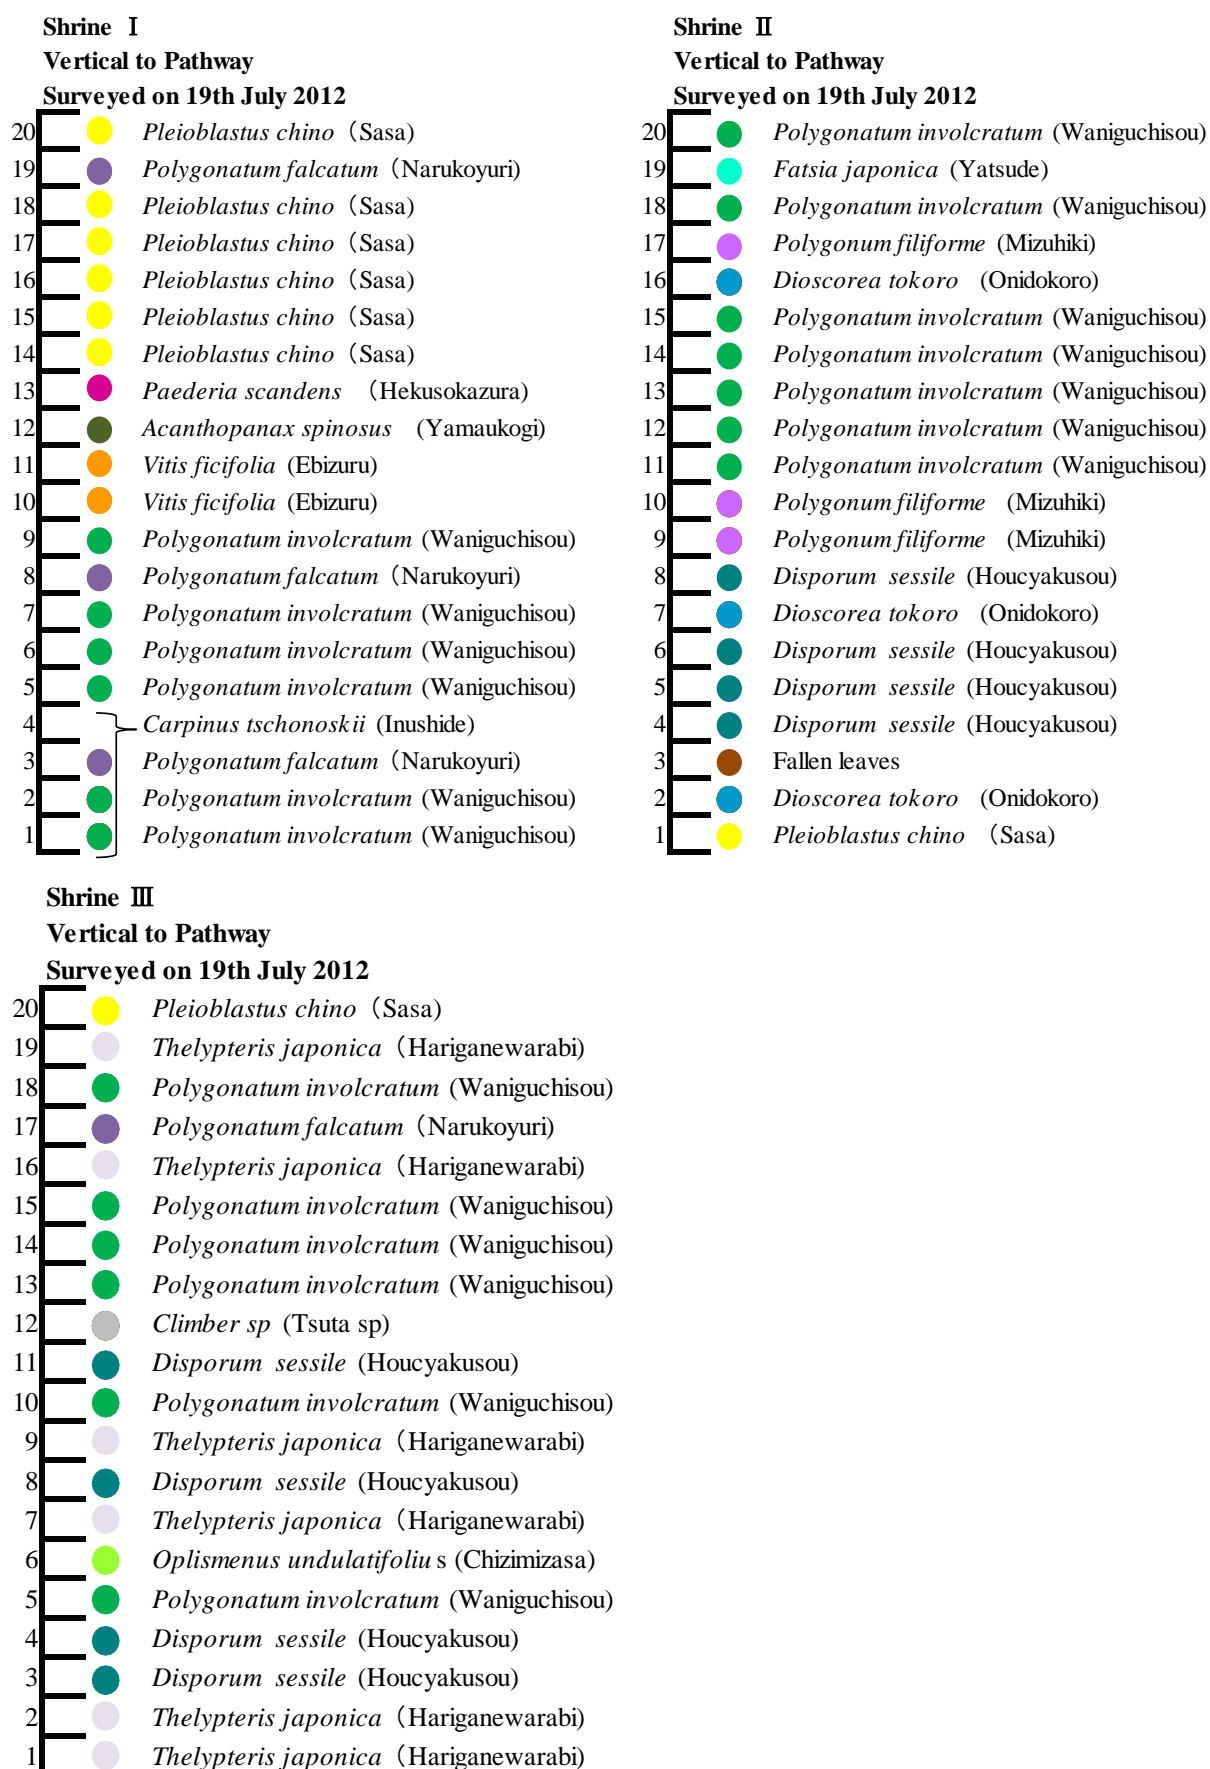 Shrine Ⅰ
Vertical to Pathway
Surveyed on 19th July 2012
20 Pleioblastus chino（Sasa)
19 Polygonatum falcatum（Narukoyuri)
18 Pleioblastus chino（Sasa)
17 Pleioblastus chino（Sasa)
16 Pleioblastus chino（Sasa)
15 Pleioblastus chino（Sasa)
14 Pleioblastus chino（Sasa)
13 Paederia scandens （Hekusokazura)
12 Acanthopanax spinosus (Yamaukogi)
11 Vitis ficifolia (Ebizuru)
10 Vitis ficifolia (Ebizuru)
9 Polygonatum involcratum (Waniguchisou)
8 Polygonatum falcatum（Narukoyuri)
7 Polygonatum involcratum (Waniguchisou)
6 Polygonatum involcratum (Waniguchisou)
5 Polygonatum involcratum (Waniguchisou)
4 Carpinus tschonoskii (Inushide)
3 Polygonatum falcatum（Narukoyuri)
2 Polygonatum involcratum (Waniguchisou)
1 Polygonatum involcratum (Waniguchisou)
Shrine Ⅱ
Vertical to Pathway
Surveyed on 19th July 2012
20 Polygonatum involcratum (Waniguchisou)
19 Fatsia japonica (Yatsude)
18 Polygonatum involcratum (Waniguchisou)
17 Polygonum filiforme (Mizuhiki)
16 Dioscorea tokoro (Onidokoro)
15 Polygonatum involcratum (Waniguchisou)
14 Polygonatum involcratum (Waniguchisou)
13 Polygonatum involcratum (Waniguchisou)
12 Polygonatum involcratum (Waniguchisou)
11 Polygonatum involcratum (Waniguchisou)
10 Polygonum filiforme (Mizuhiki)
9 Polygonum filiforme (Mizuhiki)
8 Disporum sessile (Houcyakusou)
7 Dioscorea tokoro (Onidokoro)
6 Disporum sessile (Houcyakusou)
5 Disporum sessile (Houcyakusou)
4 Disporum sessile (Houcyakusou)
3 Fallen leaves
2 Dioscorea tokoro (Onidokoro)
1 Pleioblastus chino （Sasa)
Shrine Ⅲ
Vertical to Pathway
Surveyed on 19th July 2012
20 Pleioblastus chino（Sasa)
19 Thelypteris japonica（Hariganewarabi)
18 Polygonatum involcratum (Waniguchisou)
17 Polygonatum falcatum（Narukoyuri)
16 Thelypteris japonica（Hariganewarabi)
15 Polygonatum involcratum (Waniguchisou)
14 Polygonatum involcratum (Waniguchisou)
13 Polygonatum involcratum (Waniguchisou)
12 Climber sp (Tsuta sp)
11 Disporum sessile (Houcyakusou)
10 Polygonatum involcratum (Waniguchisou)
9 Thelypteris japonica（Hariganewarabi)
8 Disporum sessile (Houcyakusou)
7 Thelypteris japonica（Hariganewarabi)
6 Oplismenus undulatifoliu s (Chizimizasa)
5 Polygonatum involcratum (Waniguchisou)
4 Disporum sessile (Houcyakusou)
3 Disporum sessile (Houcyakusou)
2 Thelypteris japonica（Hariganewarabi)
1 Thelypteris japonica（Hariganewarabi)